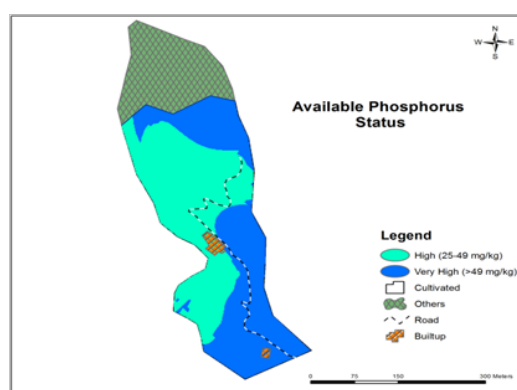 N
W E
S
Available Phosphorus
Status
Legend
High (25-49 mg/kg)
Very High (>49 mg/kg)
Cultivated
Others
Road
Builtup
0 75 150 300 Meters